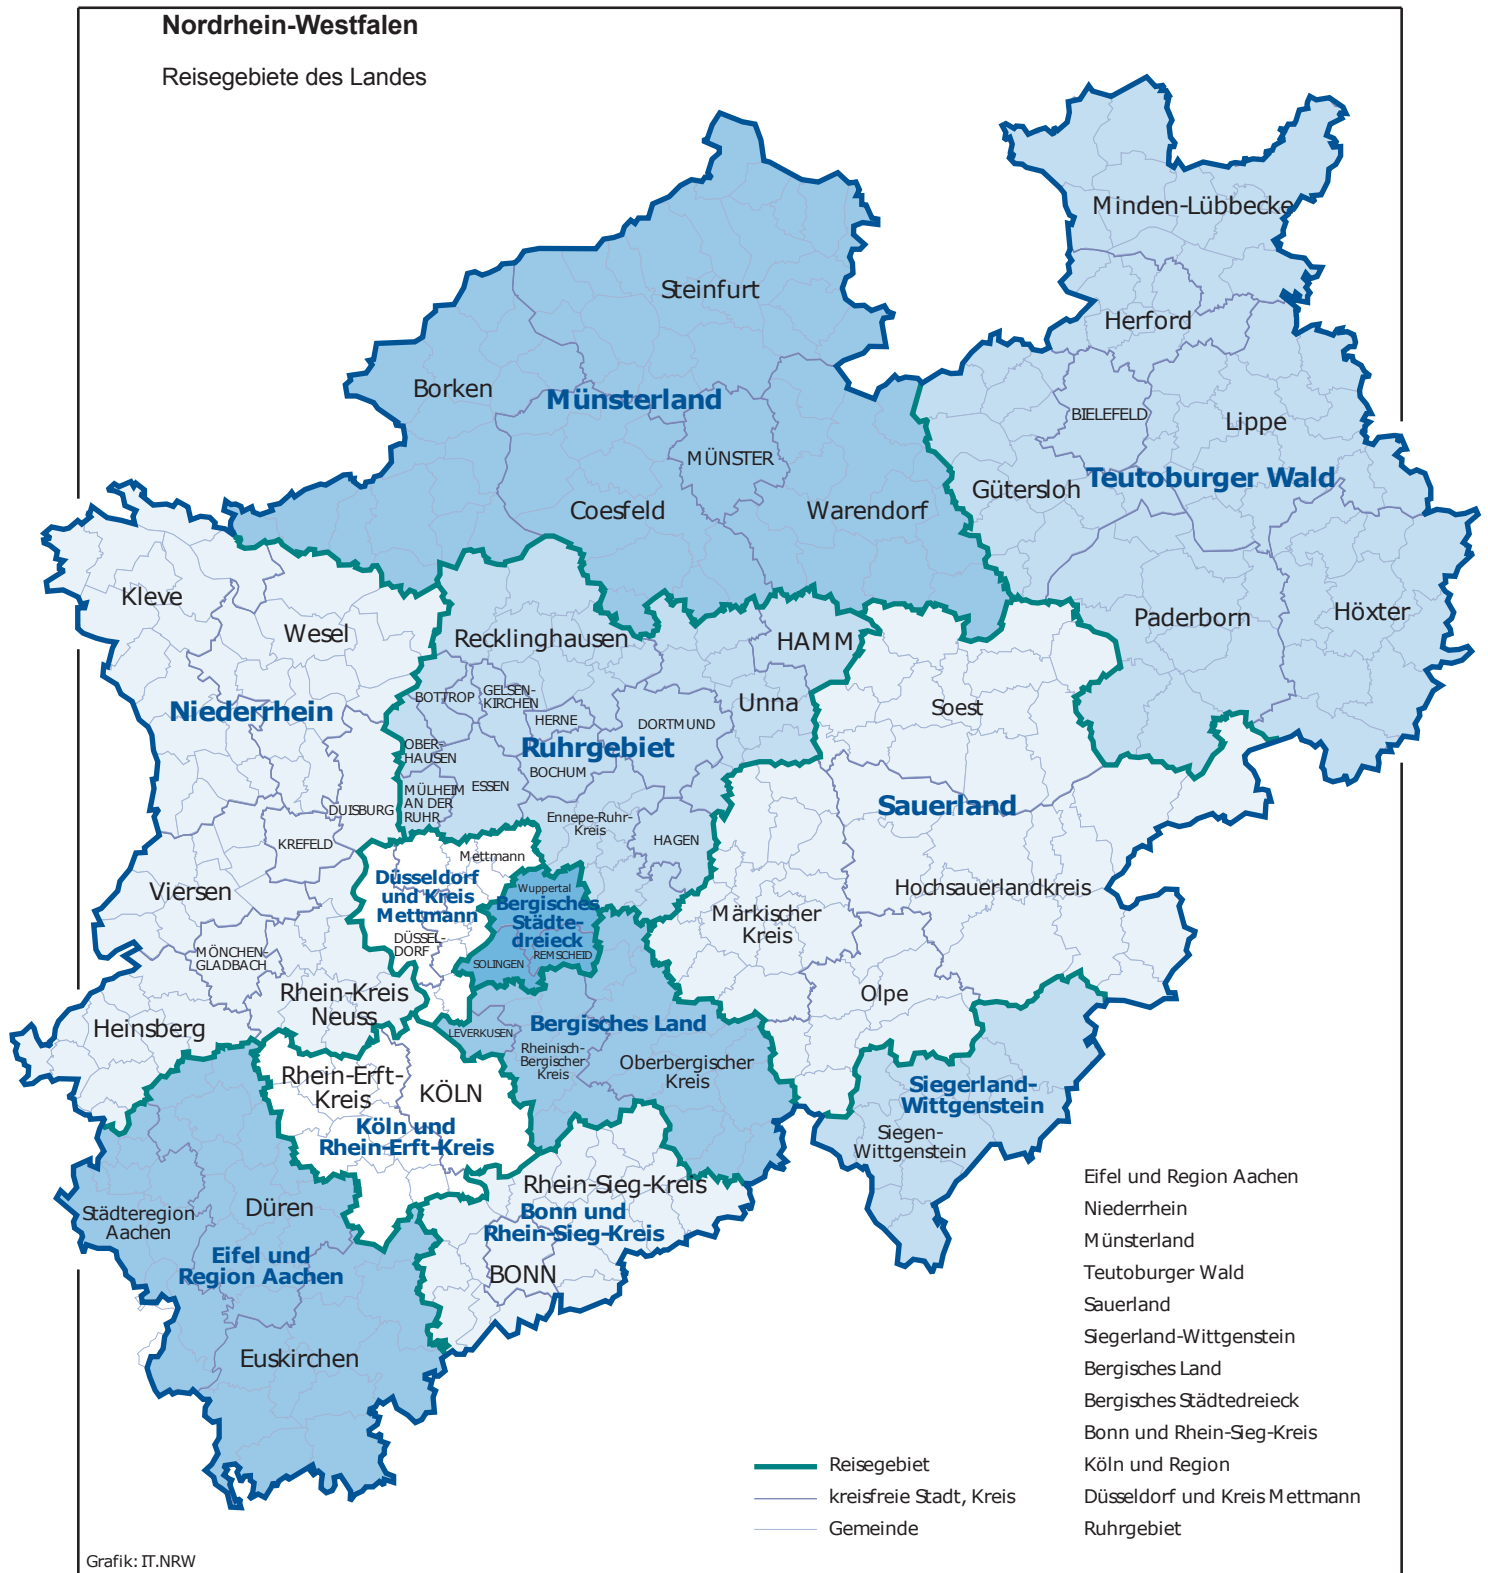 Nordrhein-Westfalen
Reisegebiete des Landes
Minden-Lübbecke
Steinfurt
Herford
Borken
Münsterland
BIELEFELD
Lippe
MÜNSTER
Teutoburger Wald
Gütersloh
Coesfeld
Warendorf
Kleve
Wesel
Recklinghausen
HAMM
Paderborn
Höxter
Niederrhein
BOTTROP
GELSEN-
KIRCHEN
Unna
Soest
HERNE
DORTMUND
Ruhrgebiet
OBER-
HAUSEN
BOCHUM
MÜLHEIM
AN DER
RUHR
ESSEN
Sauerland
DUISBURG
Ennepe-Ruhr-
Kreis
HAGEN
KREFELD
Mettmann
Viersen
Düsseldorf
und Kreis
Mettmann
Wuppertal
Bergisches
Städte-
dreieck
Hochsauerlandkreis
Märkischer
Kreis
DÜSSEL-
DORF
MÖNCHEN-
GLADBACH
SOLINGEN
REMSCHEID
Rhein-Kreis
Neuss
Olpe
Heinsberg
LEVERKUSEN
Bergisches Land
Rheinisch-
Bergischer
Kreis
Oberbergischer
Kreis
Rhein-Erft-
Kreis
KÖLN
Siegerland-
Wittgenstein
Köln und
Rhein-Erft-Kreis
Siegen-
Wittgenstein
Rhein-Sieg-Kreis
Bonn und
Rhein-Sieg-Kreis
Städteregion
Aachen
Düren
Eifel und
Region Aachen
BONN
Euskirchen
Eifel und Region Aachen
Niederrhein
Münsterland
Teutoburger Wald
Sauerland
Siegerland-Wittgenstein
Bergisches Land
Bergisches Städtedreieck
Bonn und Rhein-Sieg-Kreis
Köln und Region
Düsseldorf und Kreis Mettmann
Ruhrgebiet
Reisegebiet
kreisfreie Stadt, Kreis
Gemeinde
Grafik: IT.NRW